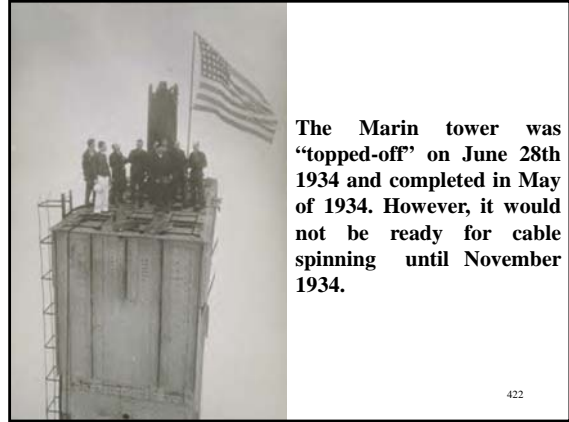 The Marin tower was
“topped-off” on June 28th
1934 and completed in May
of 1934. However, it would
not be ready for cable
spinning until November
1934.
422